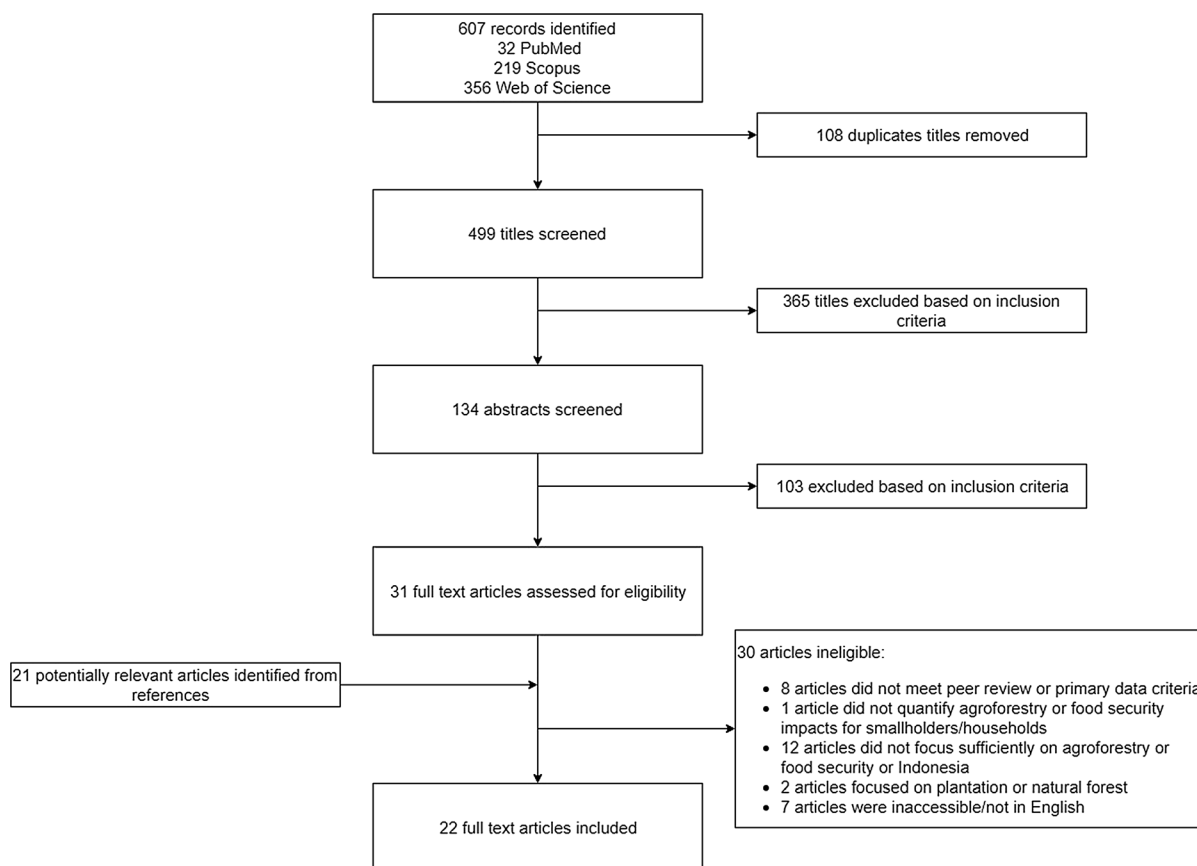 607 records identified
32 PubMed
219 Scopus
356 Web of Science
108 duplicates titles removed
499 titles screened
365 titles excluded based on inclusion
criteria
134 abstracts screened
103 excluded based on inclusion criteria
31 full text articles assessed for eligibility
21 potentially relevant articles identified from
references
30 articles ineligible:
• 8 articles did not meet peer review or primary data criteria
• 1 article did not quantify agroforestry or food security
impacts for smallholders/households
• 12 articles did not focus sufficiently on agroforestry or
food security or Indonesia
• 2 articles focused on plantation or natural forest
• 7 articles were inaccessible/not in English
22 full text articles included